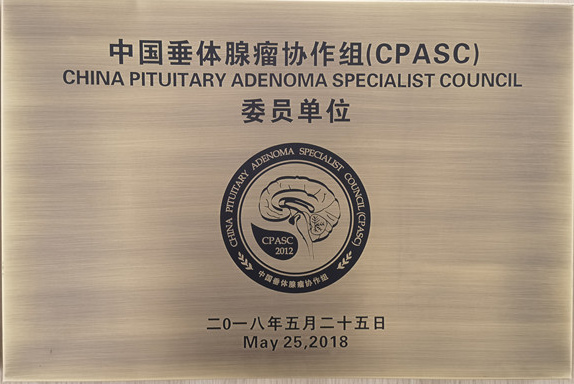 中国垂体腺瘤协作组(CPASC)
CHINA PITUITARY ADENOMA SPECIALIST COUNCIL
委员单位
CHINA PITUITARY ADENOMA SPECIALIST COUNCIL (CPASC)
CPASC
2012
中国垂体腺瘤协作组
二0一八年五月二十五日
May 25,2018